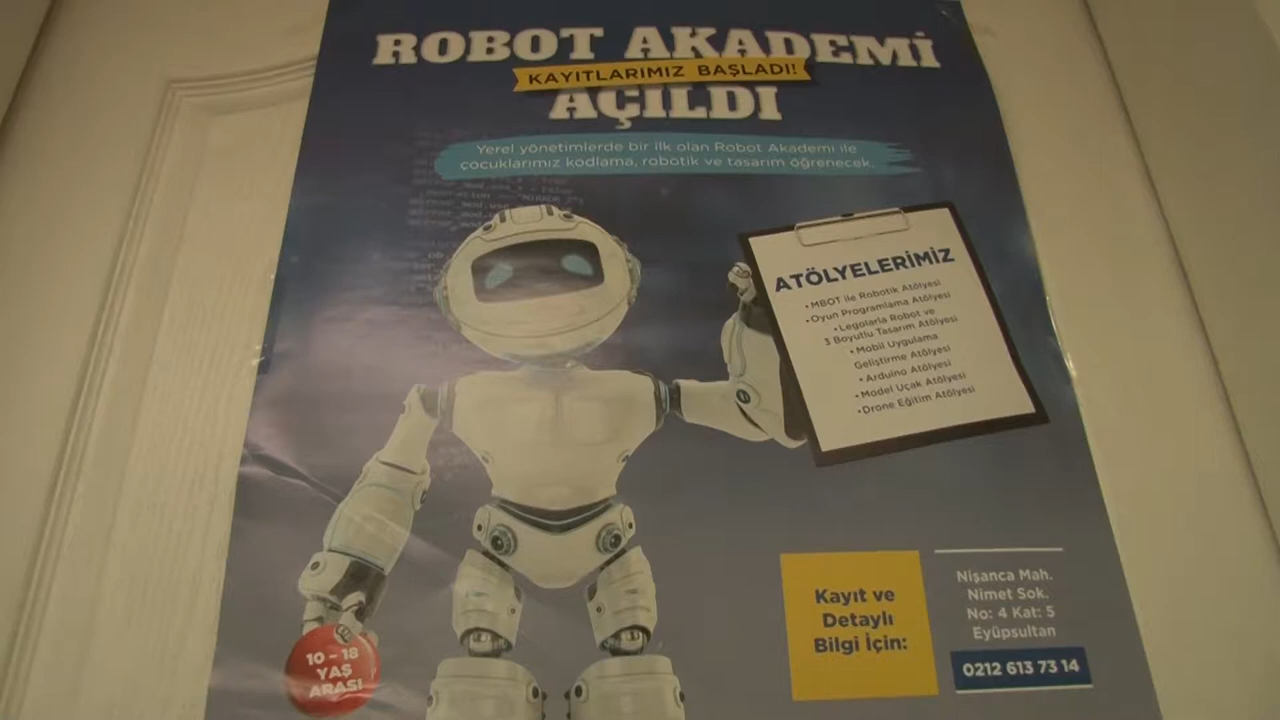 ROBOT AKADEMİ
KAYITLARIMIZ BAŞLADI!
AÇILDI
Yerel yönetimlerde bir ilk olan Robot Akademi ile
çocuklarımız kodlama, robotik ve tasarım öğrenecek.
ATÖLYELERİMİZ
• MBOT ile Robotik Atölyesi
• Oyun Programlama Atölyesi
• Legolarla Robot ve
3 Boyutlu Tasarım Atölyesi
• Mobil Uygulama
Geliştirme Atölyesi
• Arduino Atölyesi
• Model Uçak Atölyesi
• Drone Eğitim Atölyesi
10 - 18
YAŞ
ARASI
Kayıt ve
Detaylı
Bilgi İçin:
Nişanca Mah.
Nimet Sok.
No: 4 Kat: 5
Eyüpsultan
0212 613 73 14